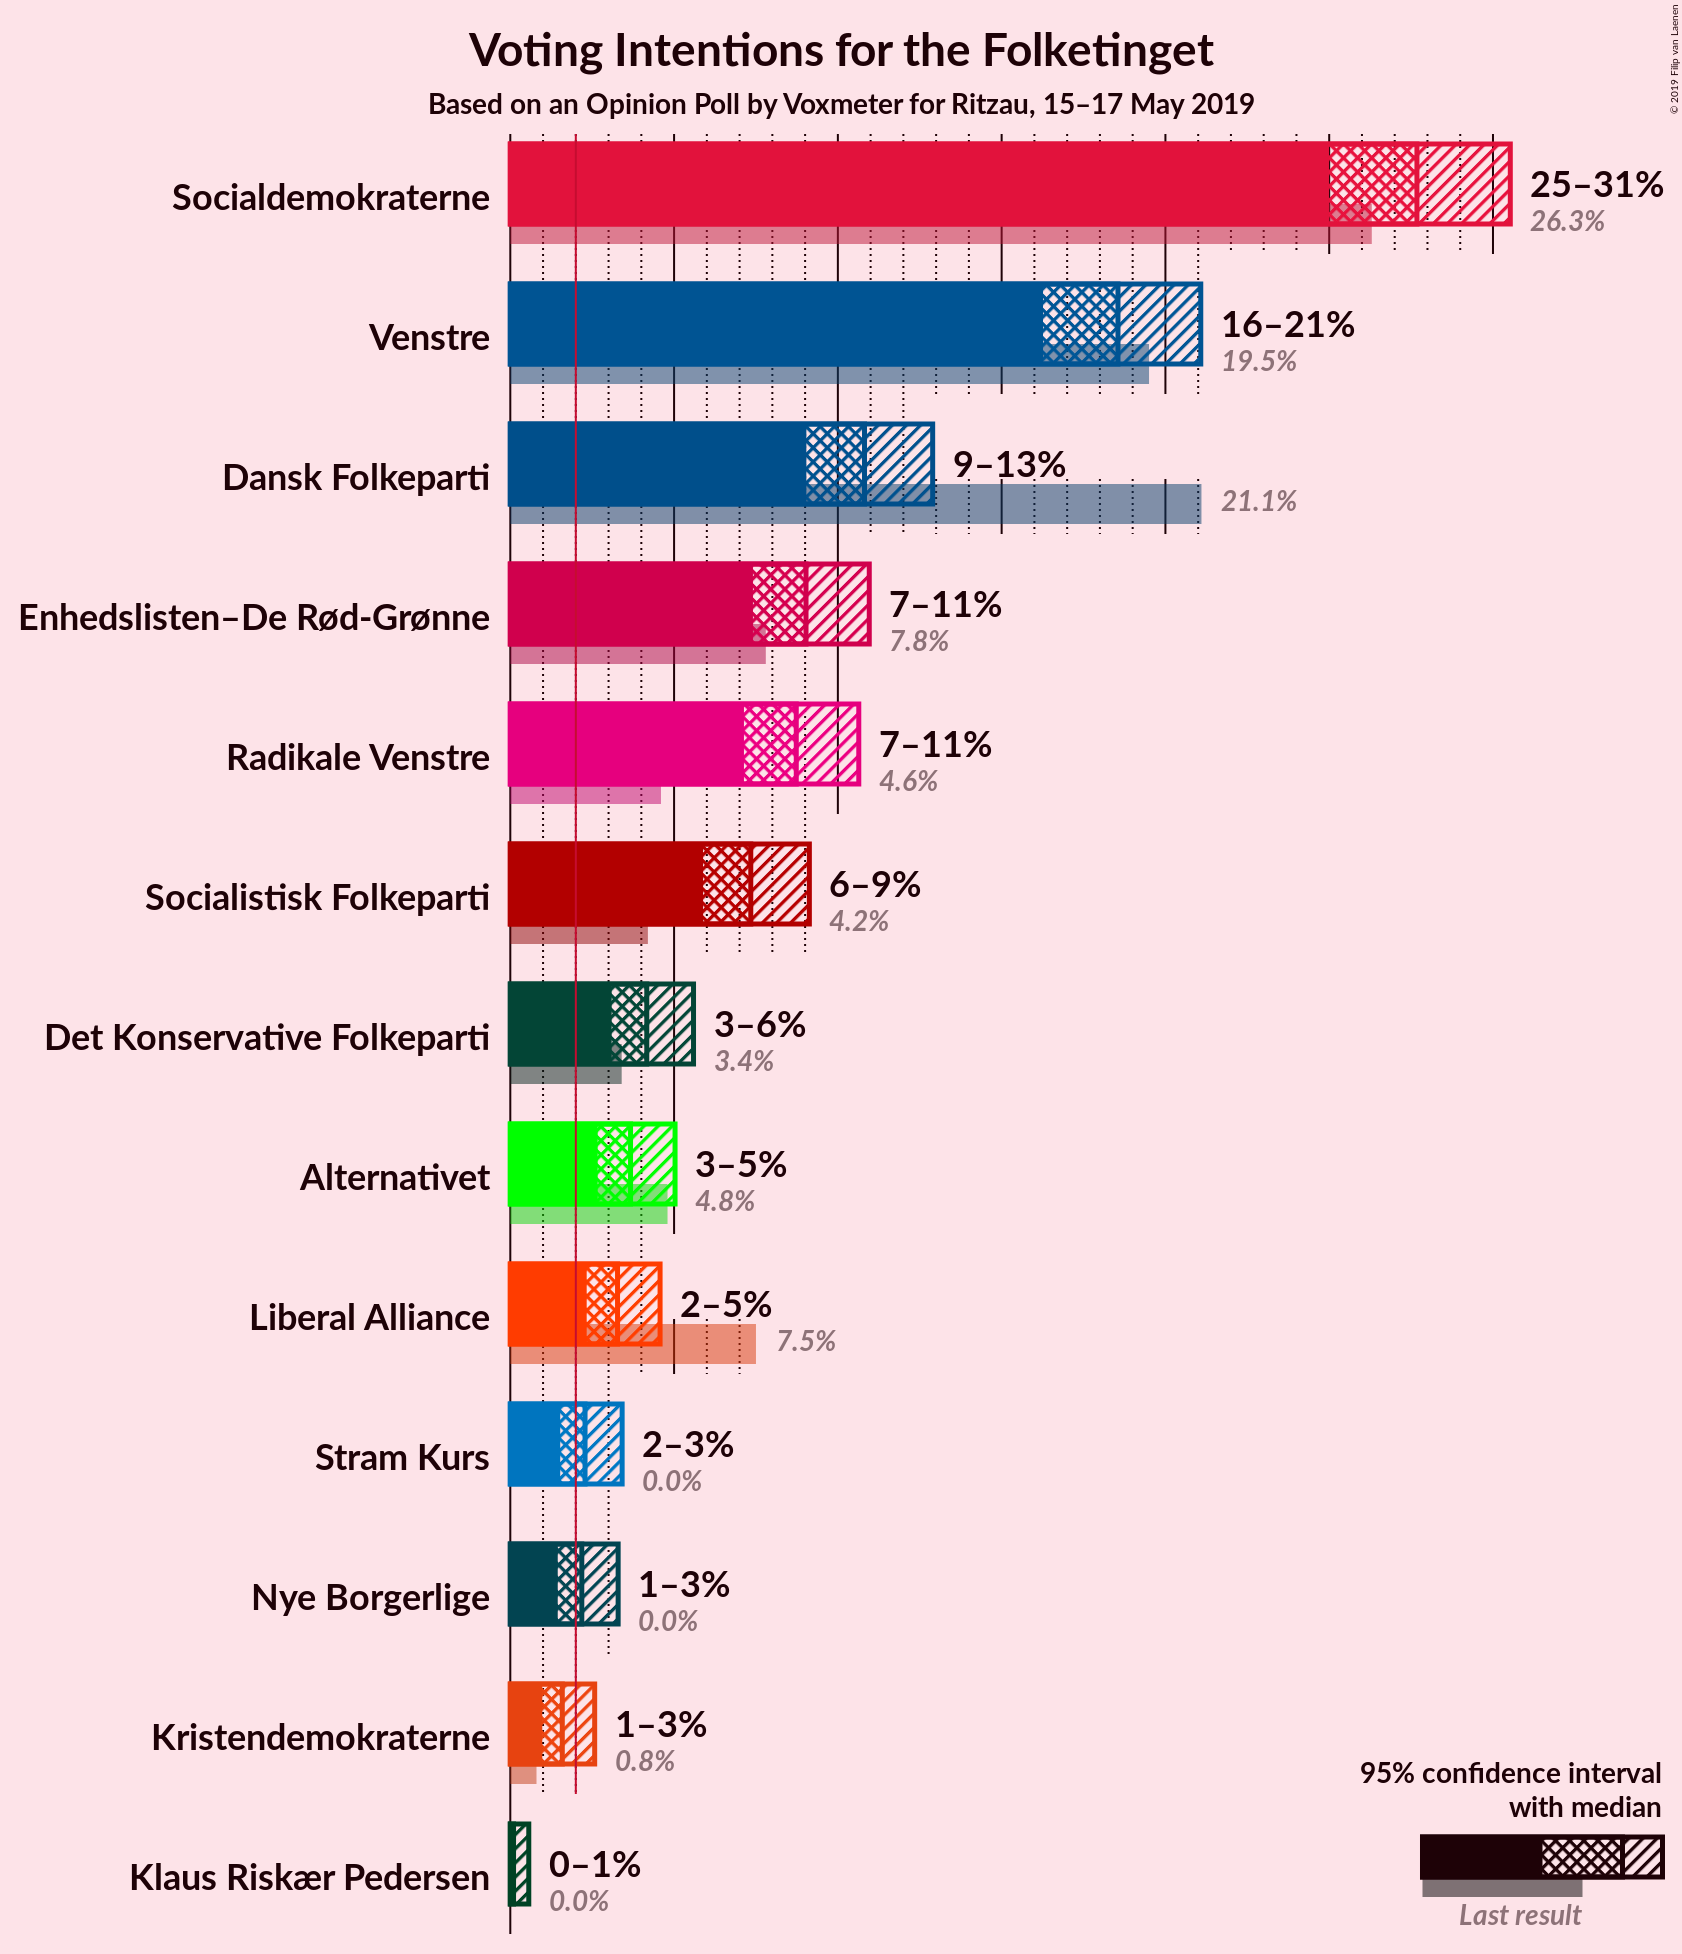 Voting Intentions for the Folketinget
Based on an Opinion Poll by Voxmeter for Ritzau, 15–17 May 2019
© 2019 Filip van Laenen
Socialdemokraterne
25–31%
26.3%
Venstre
16–21%
19.5%
Dansk Folkeparti
9–13%
21.1%
Enhedslisten–De Rød-Grønne
7–11%
7.8%
Radikale Venstre
7–11%
4.6%
Socialistisk Folkeparti
6–9%
4.2%
Det Konservative Folkeparti
3–6%
3.4%
Alternativet
3–5%
4.8%
Liberal Alliance
2–5%
7.5%
Stram Kurs
2–3%
0.0%
Nye Borgerlige
1–3%
0.0%
Kristendemokraterne
1–3%
0.8%
Klaus Riskær Pedersen
0–1%
0.0%
95% confidence interval
with median
Last result